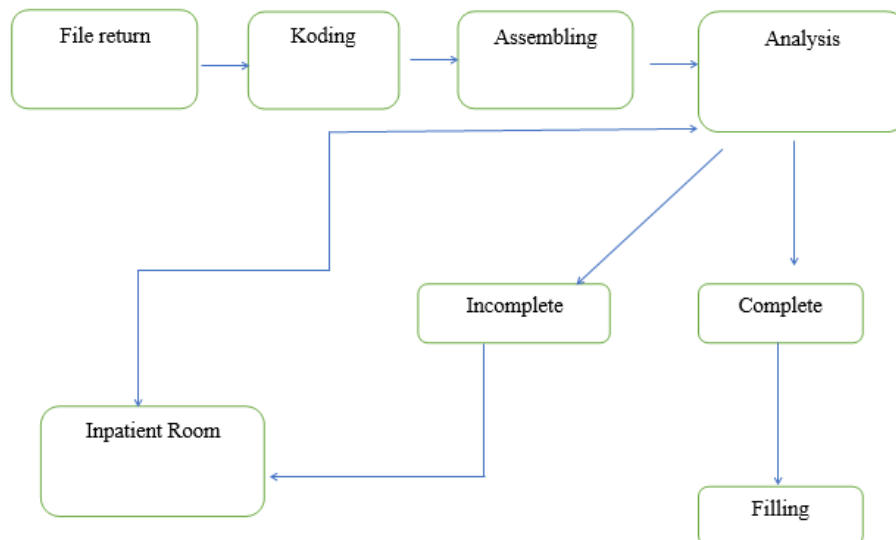 File return
Koding
Assembling
Analysis
Incomplete
Complete
Inpatient Room
Filling